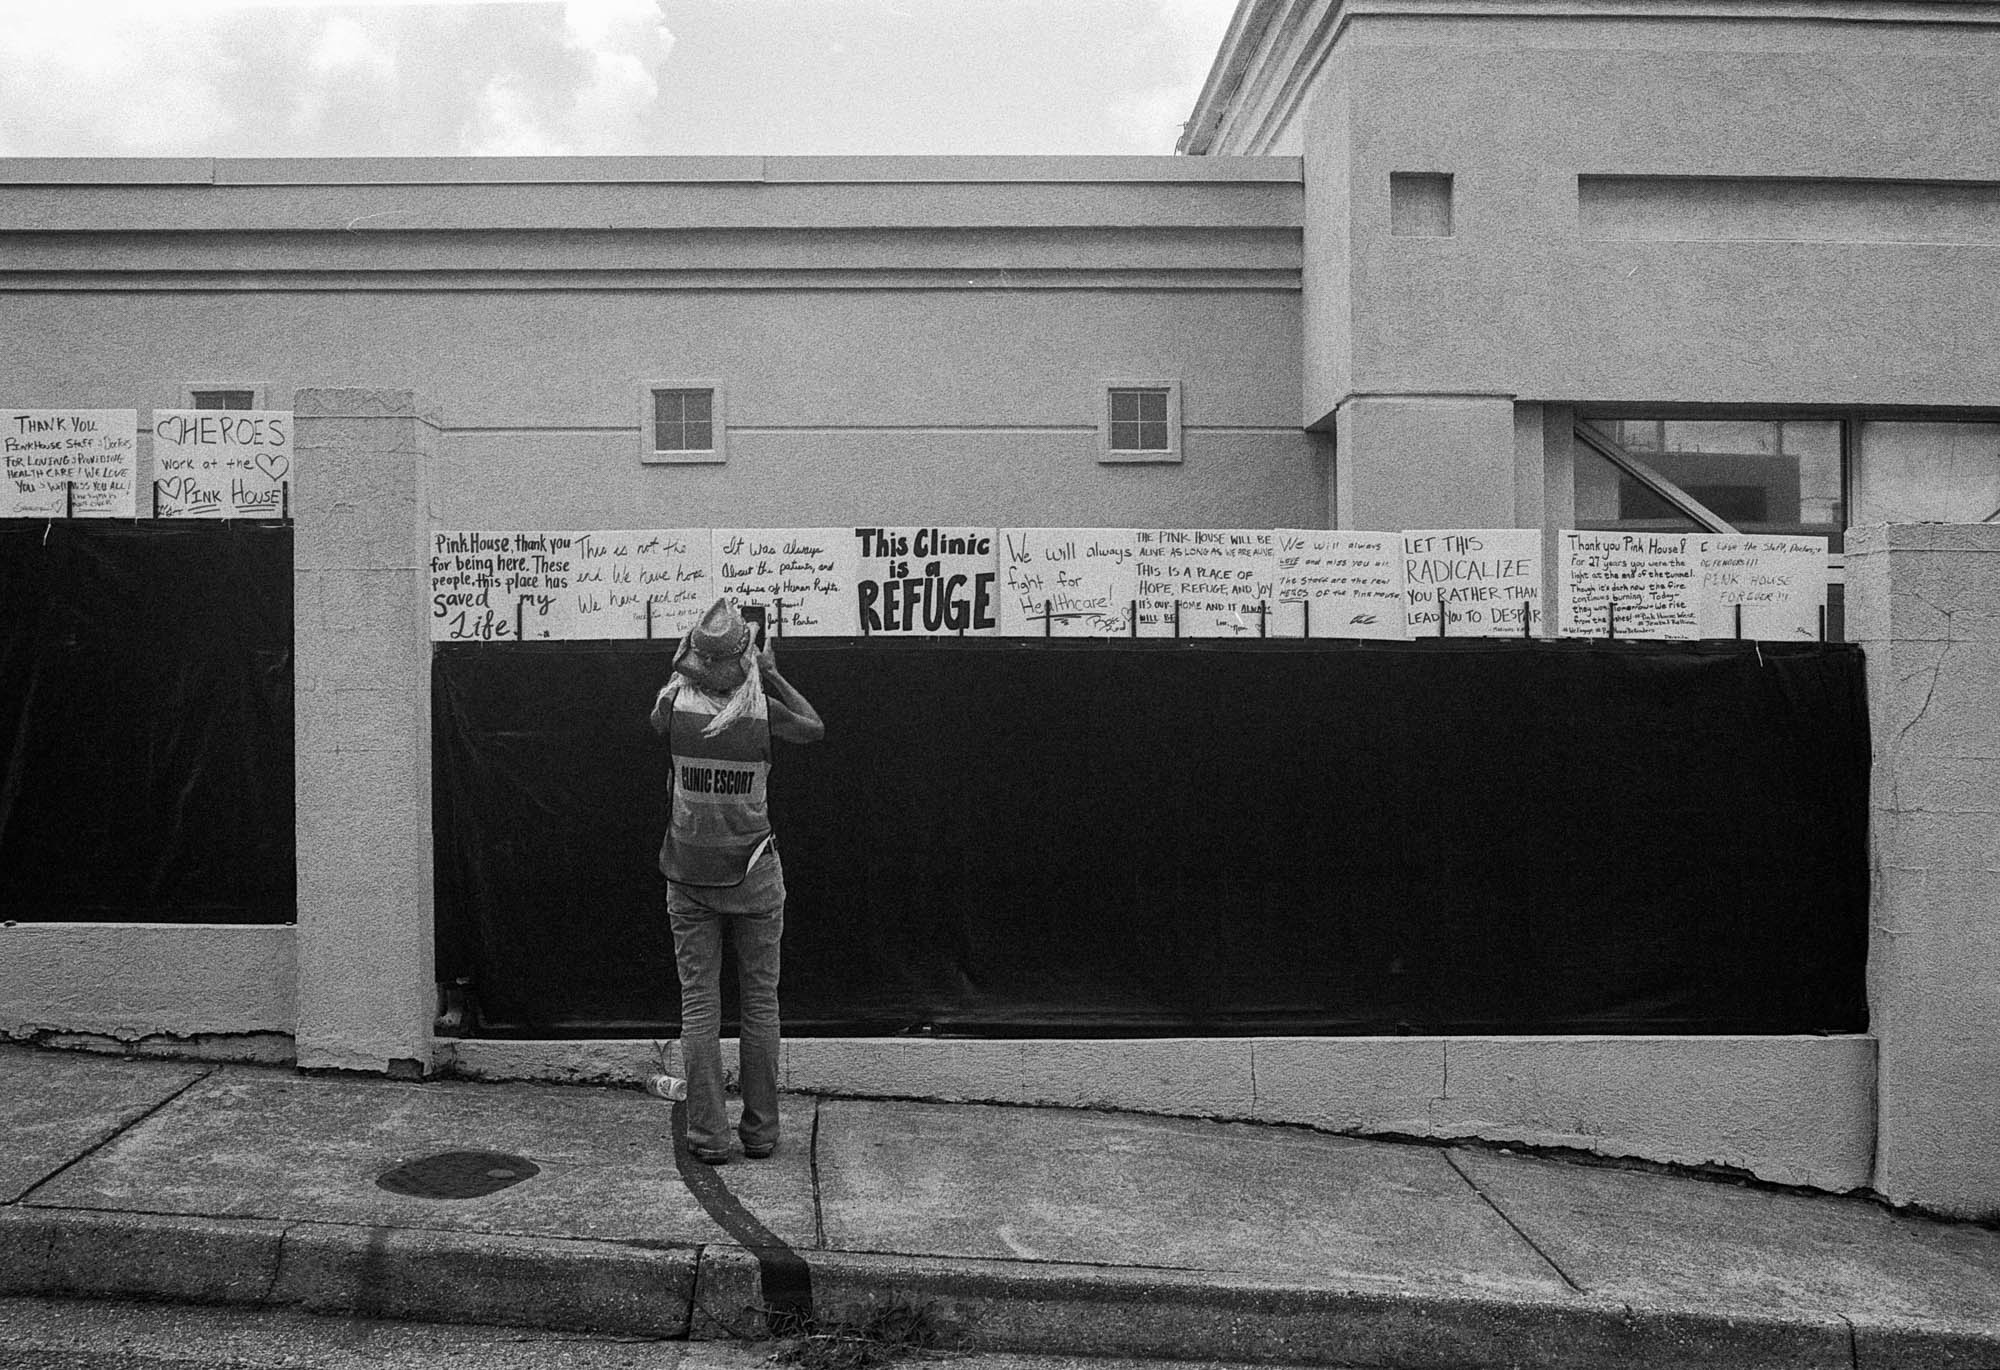 THANK YOU
PINKHOUSE Staff & Doctors
FOR LOVING & PROVIDING
HEALTH CARE! WE LOVE
YOU & WILL MISS YOU ALL!
HEROES
work at the
PINK HOUSE
Pink House, thank you
for being here. These
people, this place has
saved my
Life.
This is not the
end. We have hope
We have each other
It was always
About the patients, and
in defense of Human Rights.
This Clinic
is a
REFUGE
We will always
fight for
Healthcare!
THE PINK HOUSE WILL BE
ALIVE AS LONG AS WE ARE ALIVE.
THIS IS A PLACE OF
HOPE, REFUGE, AND JOY
IT'S OUR HOME AND IT ALWAYS
WILL BE
We will always
LOVE and miss you all.
The Staff are the real
HEROS of the Pink House
LET THIS
RADICALIZE
YOU RATHER THAN
LEAD YOU TO DESPAIR
Thank you Pink House!
For 27 years you were the
light at the end of the tunnel.
Though it's dark now the fire
continues burning. Today-
they won. Tomorrow-We rise
from the ashes!
I Love the Staff, Doctors,
DEFENDERS!!!
PINK HOUSE
FOREVER!!!
CLINIC ESCORT